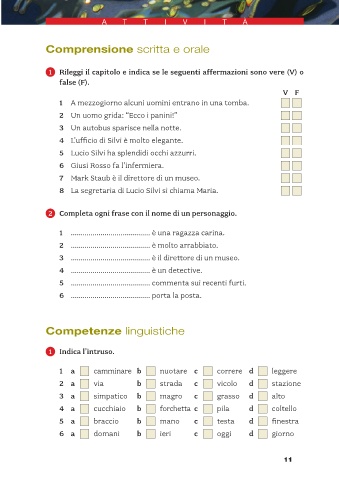 ATTIVITÀ
Comprensione scritta e orale
1 Rileggi il capitolo e indica se le seguenti affermazioni sono vere (V) o
false (F).
V F
1 A mezzogiorno alcuni uomini entrano in una tomba.
2 Un uomo grida: “Ecco i panini!”
3 Un autobus sparisce nella notte.
4 L’ufficio di Silvi è molto elegante.
5 Lucio Silvi ha splendidi occhi azzurri.
6 Giusi Rosso fa l’infermiera.
7 Mark Staub è il direttore di un museo.
8 La segretaria di Lucio Silvi si chiama Maria.
2 Completa ogni frase con il nome di un personaggio.
1 ........................................ è una ragazza carina.
2 ........................................ è molto arrabbiato.
3 ........................................ è il direttore di un museo.
4 ........................................ è un detective.
5 ........................................ commenta sui recenti furti.
6 ........................................ porta la posta.
Competenze linguistiche
1 Indica l’intruso.
1 a camminare b nuotare c correre d leggere
2 a via b strada c vicolo d stazione
3 a simpatico b magro c grasso d alto
4 a cucchiaio b forchetta c pila d coltello
5 a braccio b mano c testa d finestra
6 a domani b ieri c oggi d giorno
11